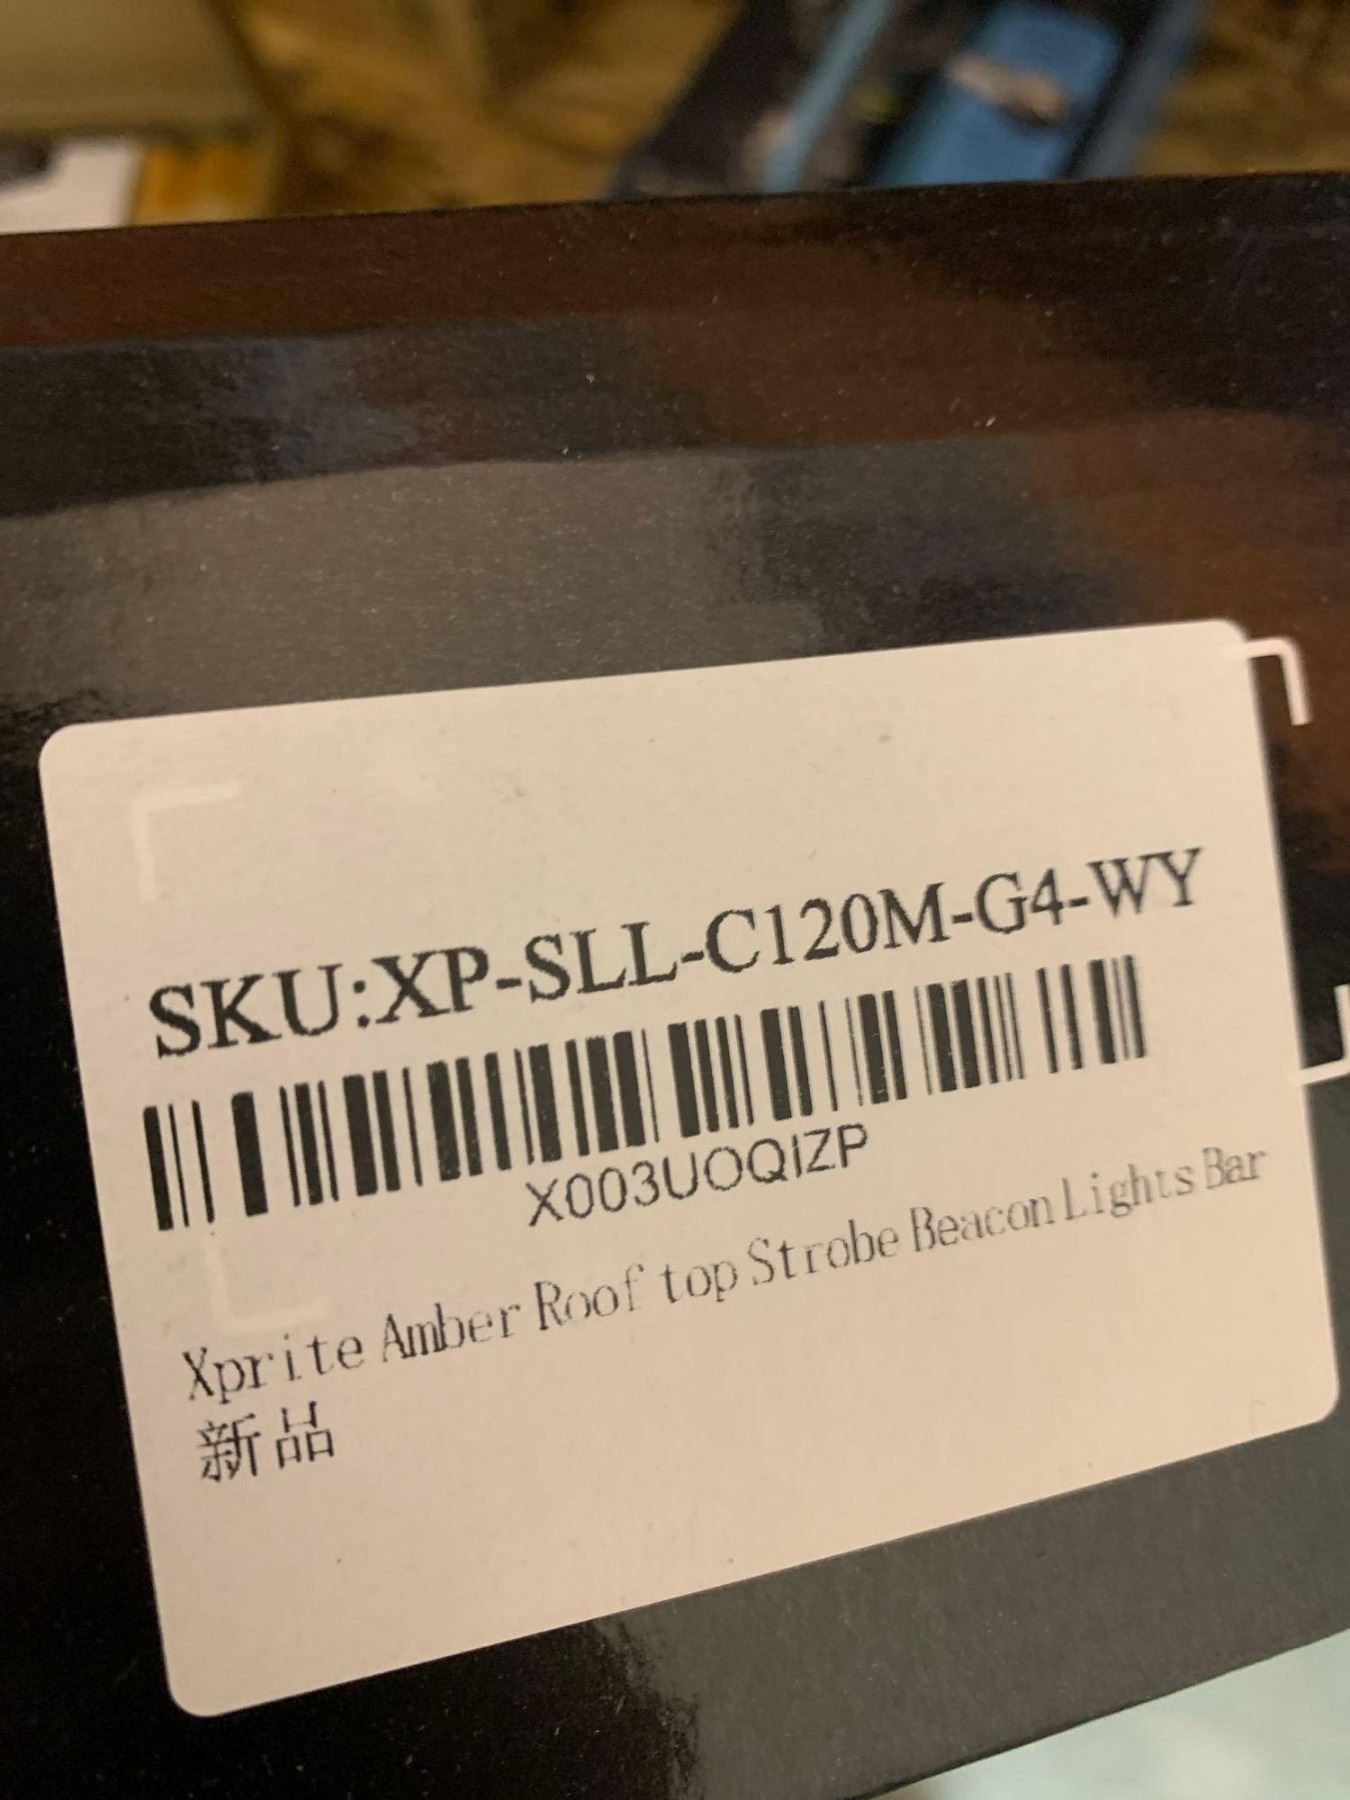 SKU:XP-SLL-C120M-G4-WY
X003UOQIZP
Xprite Amber Roof top Strobe Beacon Lights Bar
新品